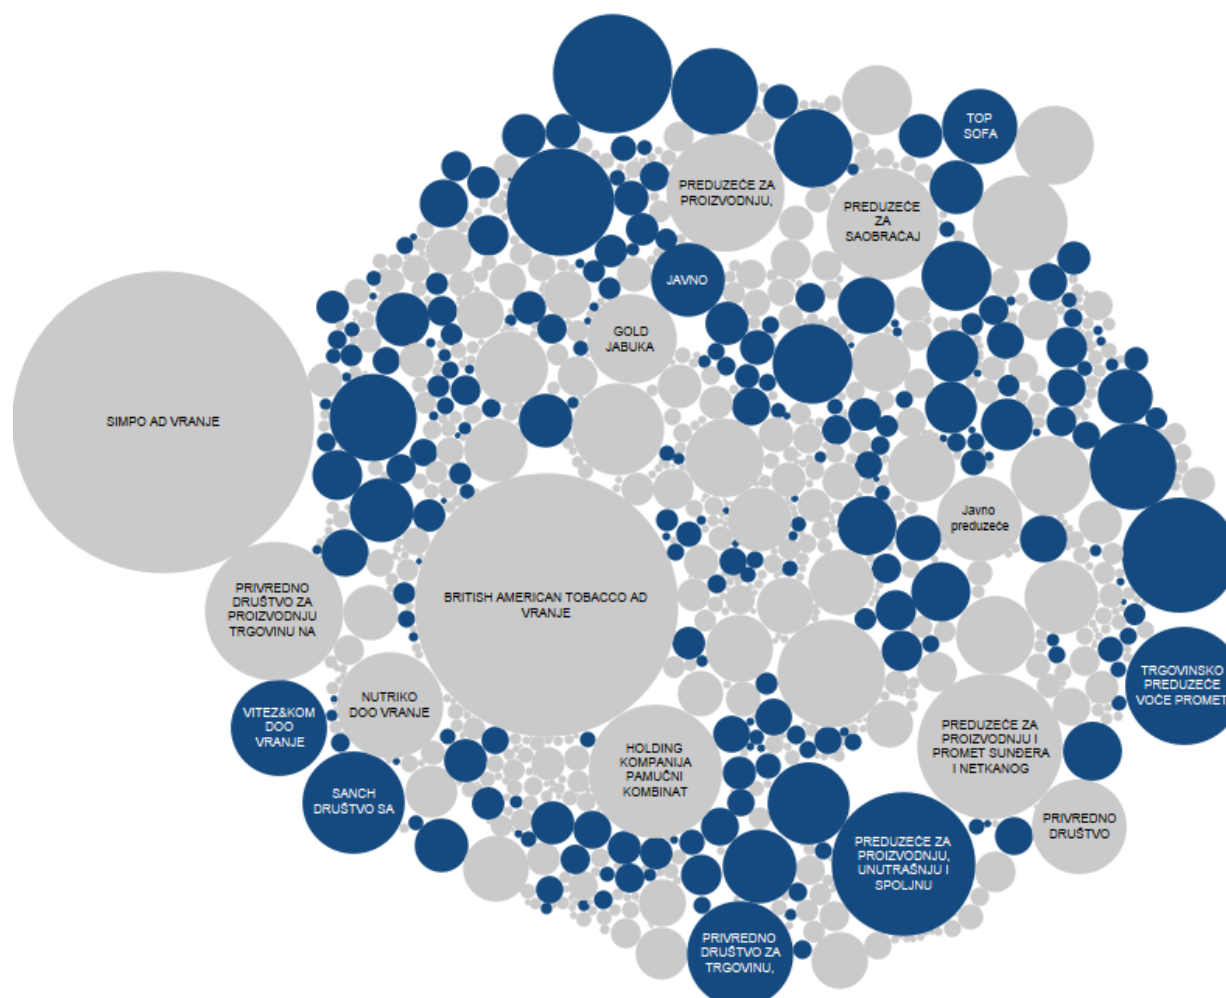 TOP
SOFA
PREDUZEĆE ZA
PROIZVODNJU,
PREDUZEĆE
ZA
SAOBRAĆAJ
JAVNO
GOLD
JABUKA
SIMPO AD VRANJE
Javno
preduzeće
BRITISH AMERICAN TOBACCO AD
VRANJE
PRIVREDNO
DRUŠTVO ZA
PROIZVODNJU
TRGOVINU NA
NUTRIKO
DOO VRANJE
VITEZ&KOM
DOO
VRANJE
TRGOVINSKO
PREDUZEĆE
VOĆE PROMET
PREDUZEĆE ZA
PROIZVODNJU I
PROMET SUNĐERA
I NETKANOG
HOLDING
KOMPANIJA
PAMUČNI
KOMBINAT
SANCH
DRUŠTVO SA
PRIVREDNO
DRUŠTVO
PREDUZEĆE ZA
PROIZVODNJU,
UNUTRAŠNJU I
SPOLJNU
PRIVREDNO
DRUŠTVO ZA
TRGOVINU,